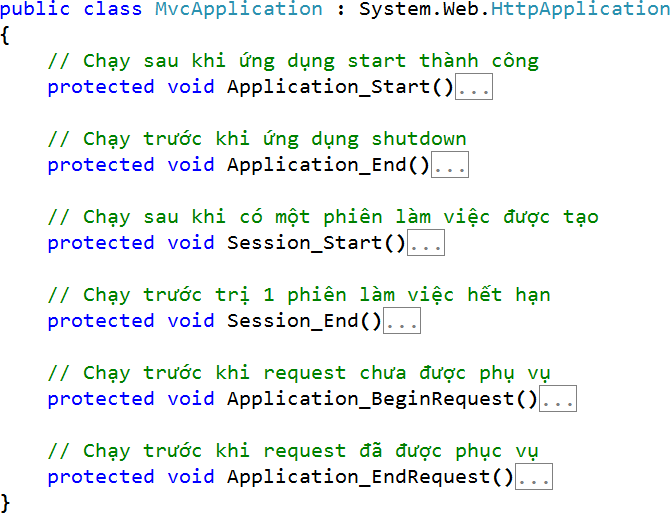 public class MvcApplication : System.Web.HttpApplication
{
// Chạy sau khi ứng dụng start thành công
protected void Application_Start()...
// Chạy trước khi ứng dụng shutdown
protected void Application_End()...
// Chạy sau khi có một phiên làm việc được tạo
protected void Session_Start()...
// Chạy trước trị 1 phiên làm việc hết hạn
protected void Session_End()...
// Chạy trước khi request chưa được phụ vụ
protected void Application_BeginRequest()...
// Chạy trước khi request đã được phục vụ
protected void Application_EndRequest()...
}